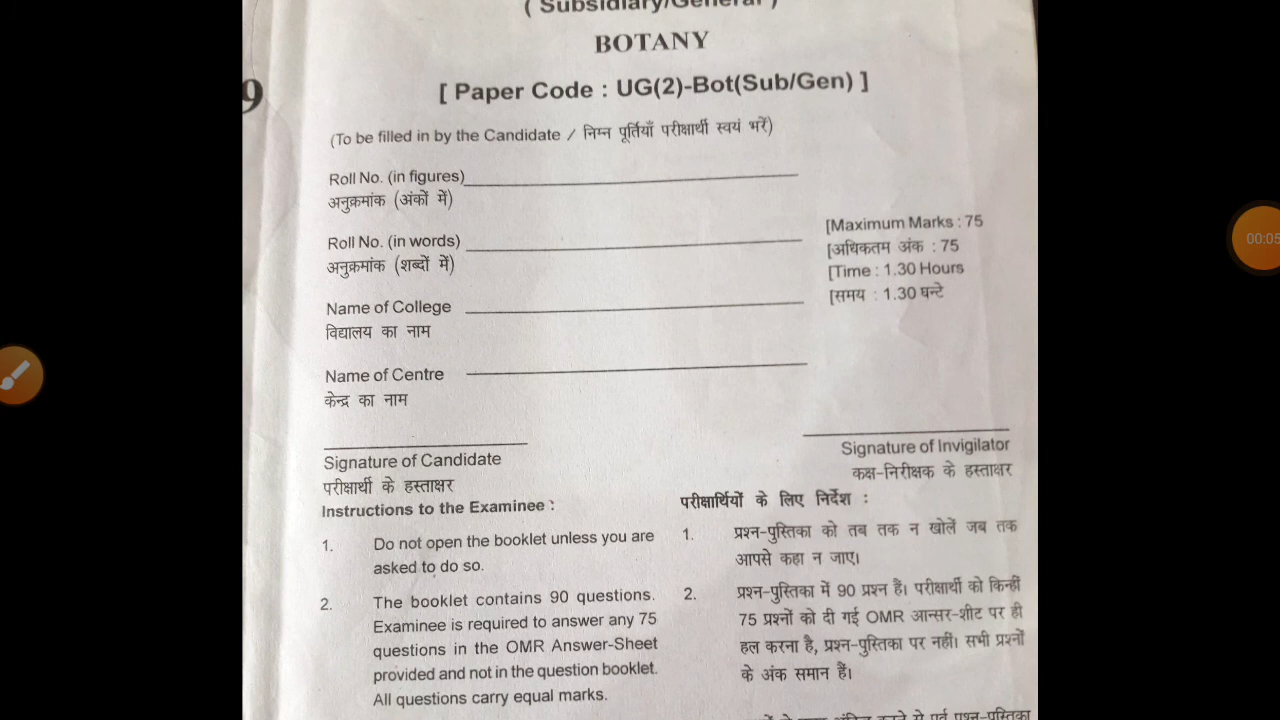 ( Subsidiary/General )
BOTANY
[ Paper Code : UG(2)-Bot(Sub/Gen) ]
9
(To be filled in by the Candidate / निम्न पूर्तियाँ परीक्षार्थी स्वयं भरें)
Roll No. (in figures)
अनुक्रमांक (अंकों में)
Roll No. (in words)
अनुक्रमांक (शब्दों में)
Name of College
विद्यालय का नाम
Name of Centre
केन्द्र का नाम
[Maximum Marks : 75
[अधिकतम अंक : 75
[Time : 1.30 Hours
[समय : 1.30 घन्टे
00:05
Signature of Candidate
परीक्षार्थी के हस्ताक्षर
Signature of Invigilator
कक्ष-निरीक्षक के हस्ताक्षर
Instructions to the Examinee :
1. Do not open the booklet unless you are
asked to do so.
2. The booklet contains 90 questions.
Examinee is required to answer any 75
questions in the OMR Answer-Sheet
provided and not in the question booklet.
All questions carry equal marks.
परीक्षार्थियों के लिए निर्देश :
1. प्रश्न-पुस्तिका को तब तक न खोलें जब तक
आपसे कहा न जाए।
2. प्रश्न-पुस्तिका में 90 प्रश्न हैं। परीक्षार्थी को किन्हीं
75 प्रश्नों को दी गई OMR आन्सर-शीट पर ही
हल करना है, प्रश्न-पुस्तिका पर नहीं। सभी प्रश्नों
के अंक समान हैं।
पूर्व प्रश्न-पुस्तिका